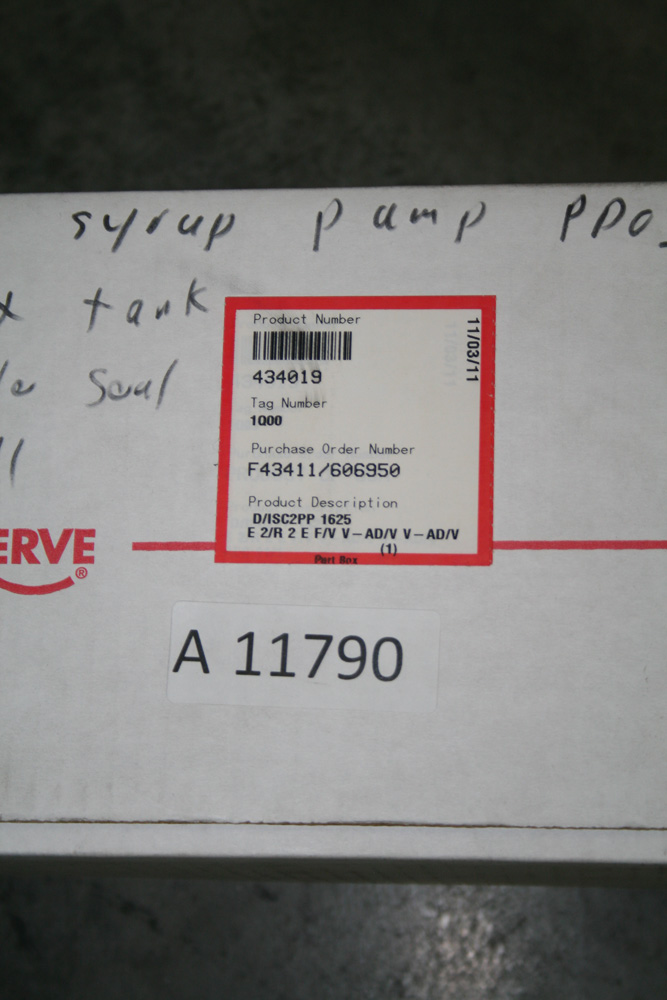 syrup pump PPO
tank
Seal
Product Number
11/03/11
434019
Tag Number
1000
Purchase Order Number
F43411/606950
Product Description
D/ISC2PP 1625
E 2/R 2 E F/V V-AD/V V-AD/V
(1)
Part Box
ERVE®
A 11790